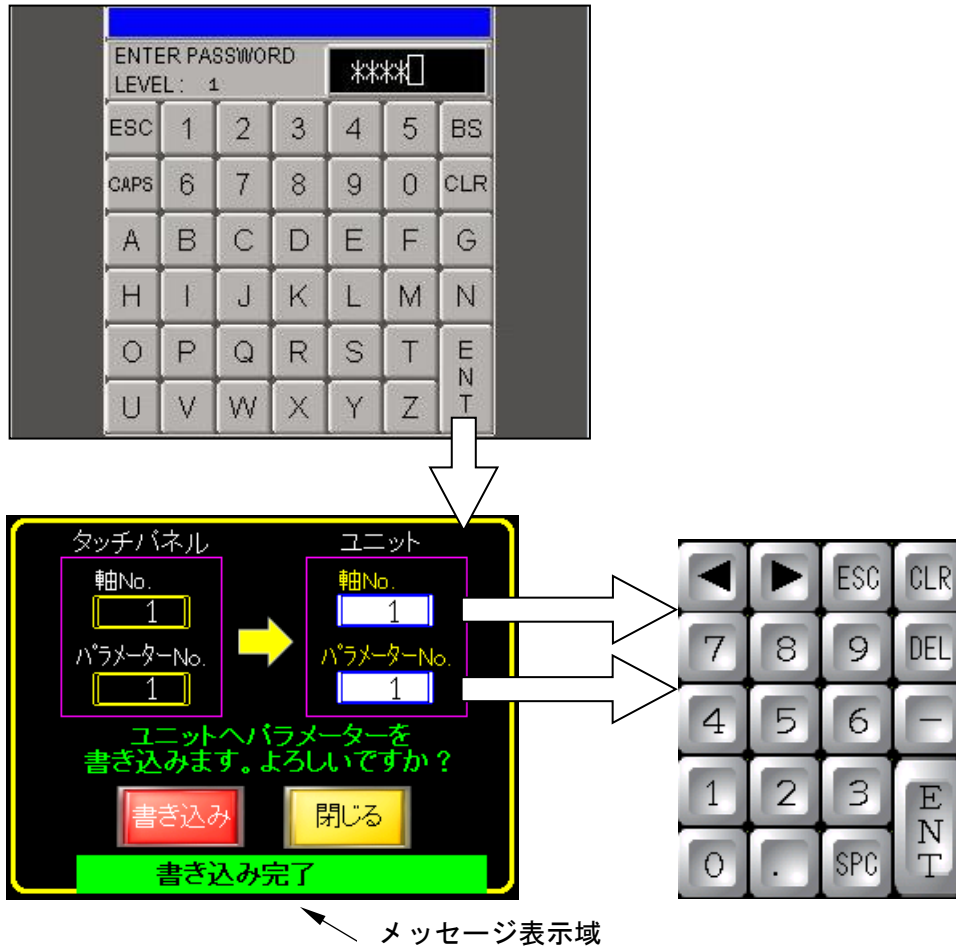 ENTER PASSWORD
LEVEL: 1
****
ESC 1 2 3 4 5 BS
CAPS 6 7 8 9 0 CLR
A B C D E F G
H I J K L M N
O P Q R S T ENT
U V W X Y Z
タッチパネル
軸No.
1
パラメーターNo.
1
ユニット
軸No.
1
パラメーターNo.
1
ユニットへパラメーターを
書き込みます。よろしいですか?
書き込み 閉じる
書き込み完了
◀ ▶ ESC CLR
7 8 9 DEL
4 5 6 −
1 2 3 ENT
0 . SPC
メッセージ表示域